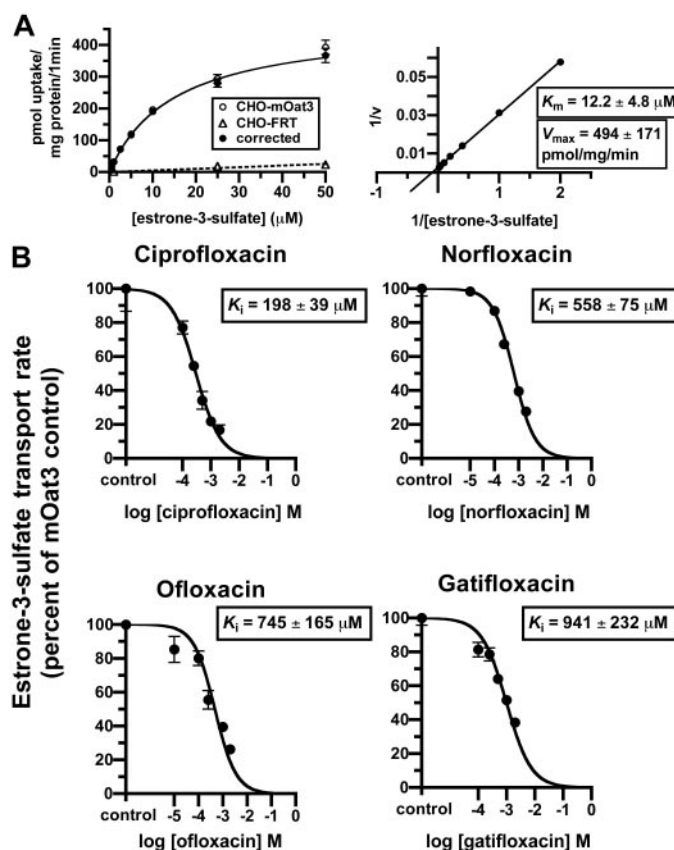 A
pmol uptake/
mg protein/1min
400
300
200
100
0
0 10 20 30 40 50
[estrone-3-sulfate] (μM)
CHO-mOat3
CHO-FRT
corrected
1/v
0.05
0.03
0.01
-1 0 1 2
1/[estrone-3-sulfate]
Km = 12.2 ± 4.8 μM
Vmax = 494 ± 171
pmol/mg/min
B
Estrone-3-sulfate transport rate
(percent of mOat3 control)
Ciprofloxacin
Ki = 198 ± 39 μM
100
80
60
40
20
0
control -4 -3 -2 -1 0
log [ciprofloxacin] M
Norfloxacin
Ki = 558 ± 75 μM
100
80
60
40
20
0
control -5 -4 -3 -2 -1 0
log [norfloxacin] M
Ofloxacin
Ki = 745 ± 165 μM
100
80
60
40
20
0
control -5 -4 -3 -2 -1 0
log [ofloxacin] M
Gatifloxacin
Ki = 941 ± 232 μM
100
80
60
40
20
0
control -4 -3 -2 -1 0
log [gatifloxacin] M